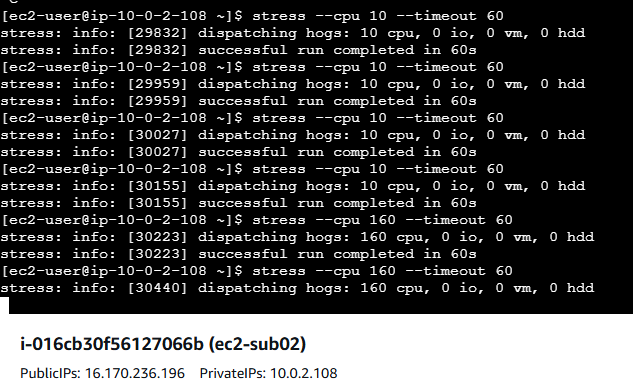 [ec2-user@ip-10-0-2-108 ~]$ stress --cpu 10 --timeout 60
stress: info: [29832] dispatching hogs: 10 cpu, 0 io, 0 vm, 0 hdd
stress: info: [29832] successful run completed in 60s
[ec2-user@ip-10-0-2-108 ~]$ stress --cpu 10 --timeout 60
stress: info: [29959] dispatching hogs: 10 cpu, 0 io, 0 vm, 0 hdd
stress: info: [29959] successful run completed in 60s
[ec2-user@ip-10-0-2-108 ~]$ stress --cpu 10 --timeout 60
stress: info: [30027] dispatching hogs: 10 cpu, 0 io, 0 vm, 0 hdd
stress: info: [30027] successful run completed in 60s
[ec2-user@ip-10-0-2-108 ~]$ stress --cpu 10 --timeout 60
stress: info: [30155] dispatching hogs: 10 cpu, 0 io, 0 vm, 0 hdd
stress: info: [30155] successful run completed in 60s
[ec2-user@ip-10-0-2-108 ~]$ stress --cpu 160 --timeout 60
stress: info: [30223] dispatching hogs: 160 cpu, 0 io, 0 vm, 0 hdd
stress: info: [30223] successful run completed in 60s
[ec2-user@ip-10-0-2-108 ~]$ stress --cpu 160 --timeout 60
stress: info: [30440] dispatching hogs: 160 cpu, 0 io, 0 vm, 0 hdd
i-016cb30f56127066b (ec2-sub02)
PublicIPs: 16.170.236.196 PrivateIPs: 10.0.2.108